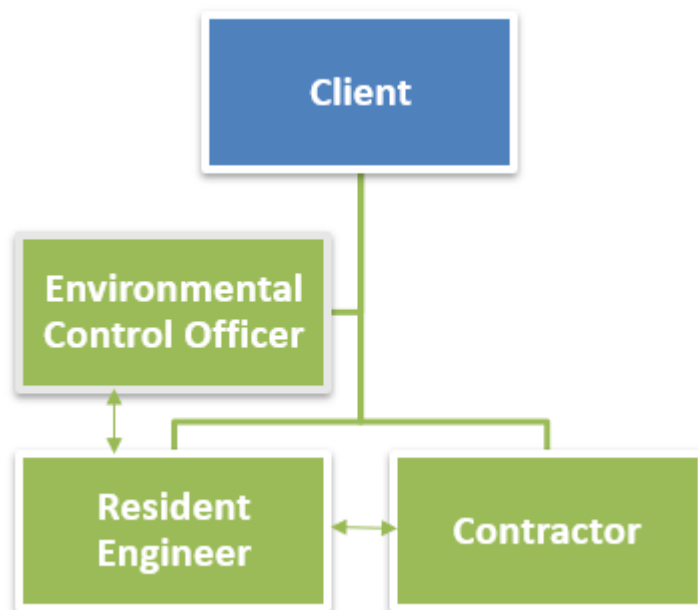 Client
Environmental
Control Officer
Resident
Engineer
Contractor